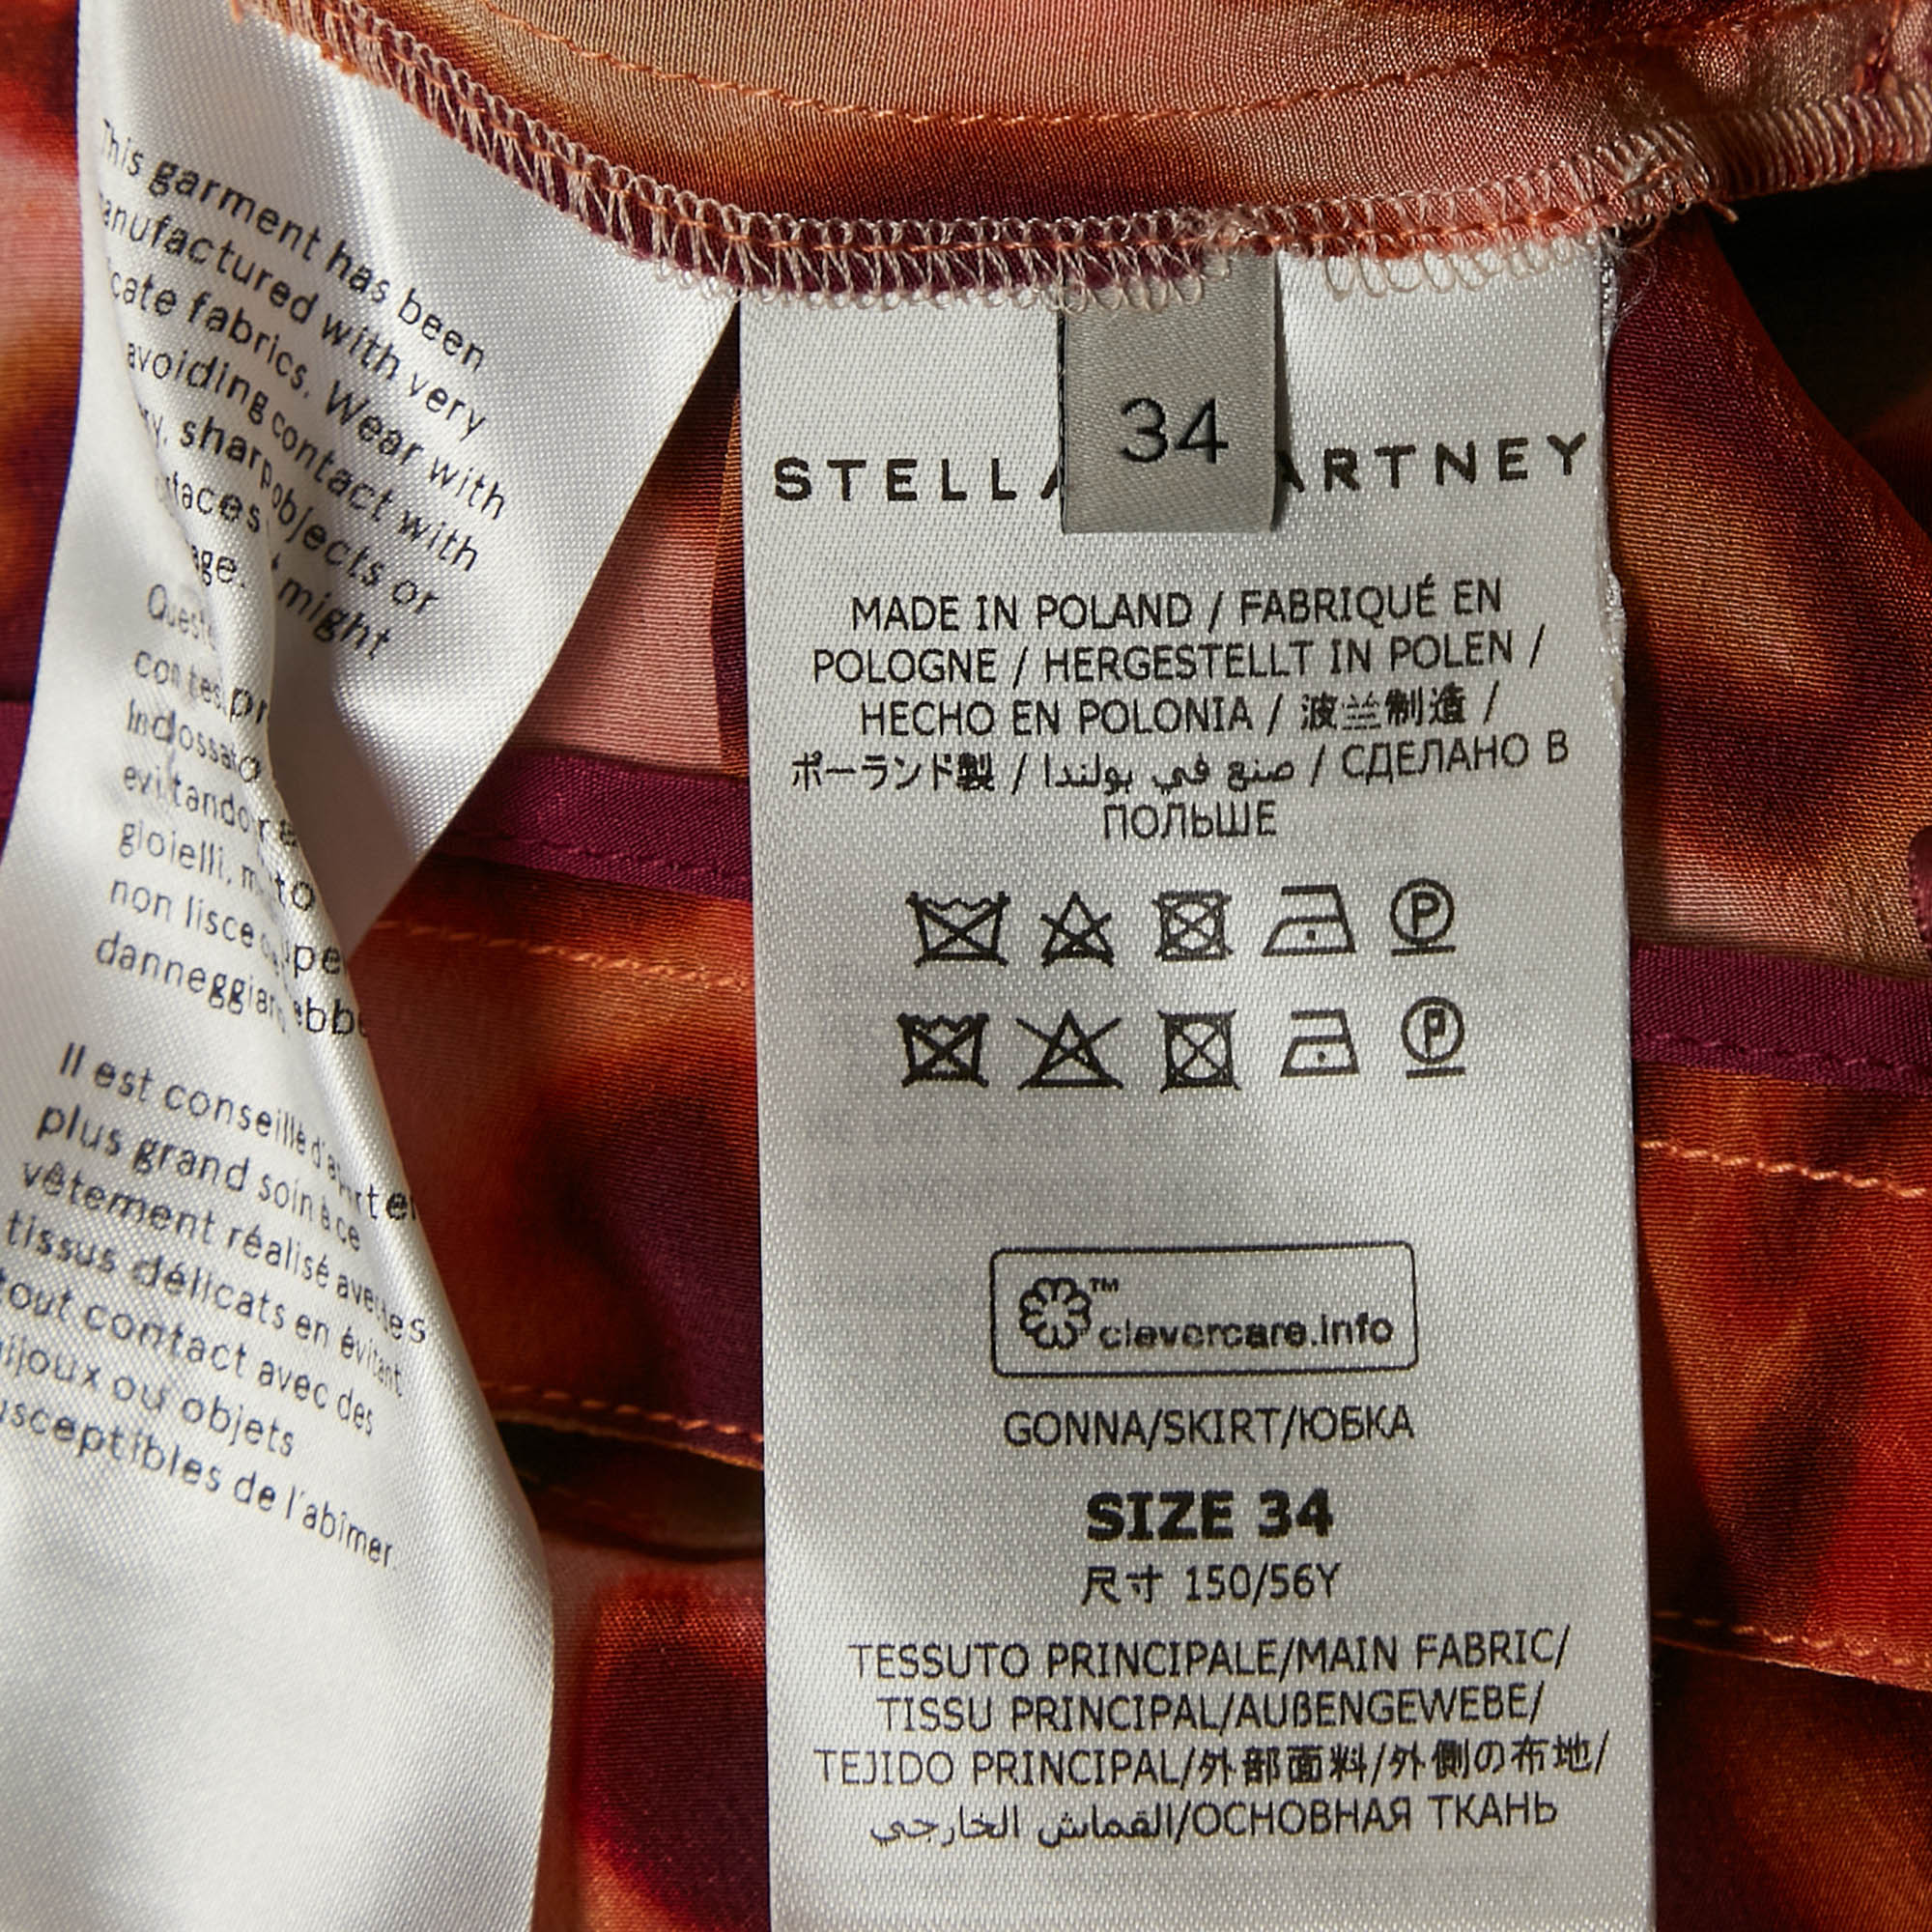 This garment has been
with very
fabrics. Wear with
avoiding contact with
sharp objects or
might
gioielli,
non lisce
Il est conseillé
plus grand soin à ce
vêtement réalisé avec des
tissus délicats en évitant
tout contact avec des
ou objets
de l'abîmer.
34
STELLA
MADE IN POLAND / FABRIQUÉ EN
POLOGNE / HERGESTELLT IN POLEN /
HECHO EN POLONIA / 波兰制造 /
ポーランド製 / صنع في بولندا / СДЕЛАНО В
ПОЛЬШЕ
P
P
™
clevercare.info
GONNA/SKIRT/ЮБКА
SIZE 34
尺寸 150/56Y
TESSUTO PRINCIPALE/MAIN FABRIC/
TISSU PRINCIPAL/AUßENGEWEBE/
TEJIDO PRINCIPAL/外部面料/外側の布地/
القماش الخارجي/ОСНОВНАЯ ТКАНЬ